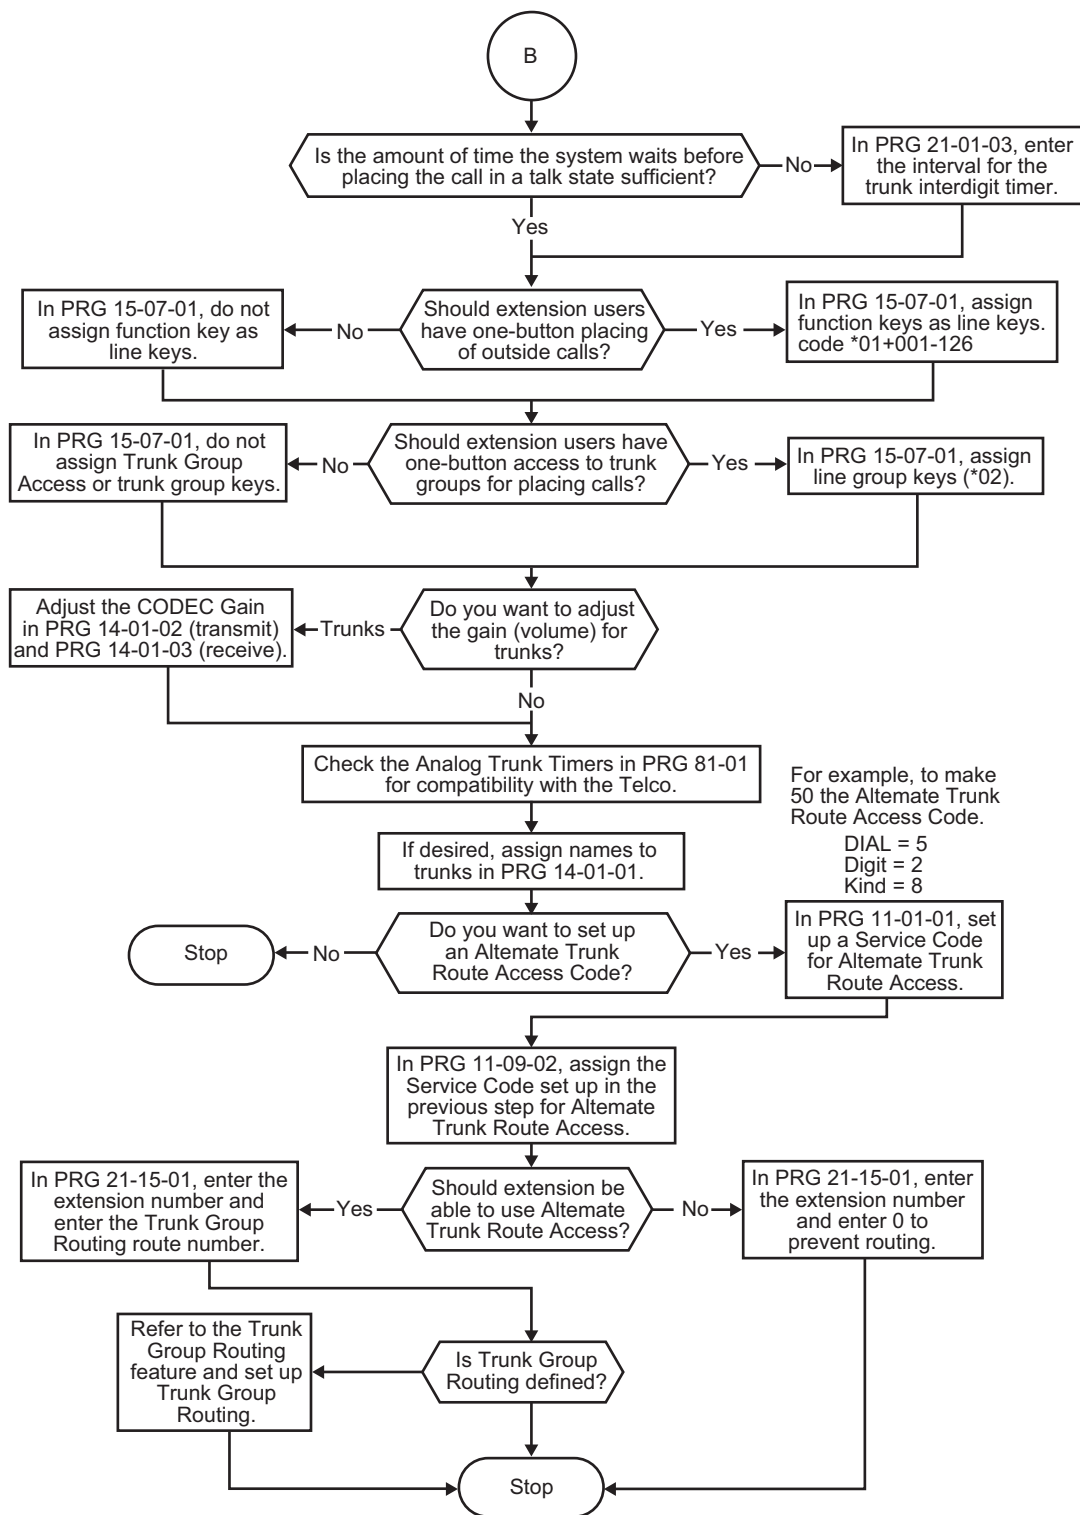 B
Is the amount of time the system waits before
placing the call in a talk state sufficient?
No
In PRG 21-01-03, enter
the interval for the
trunk interdigit timer.
Yes
In PRG 15-07-01, do not
assign function key as
line keys.
No
Should extension users
have one-button placing
of outside calls?
Yes
In PRG 15-07-01, assign
function keys as line keys.
code *01+001-126
In PRG 15-07-01, do not
assign Trunk Group
Access or trunk group keys.
No
Should extension users have
one-button access to trunk
groups for placing calls?
Yes
In PRG 15-07-01, assign
line group keys (*02).
Adjust the CODEC Gain
in PRG 14-01-02 (transmit)
and PRG 14-01-03 (receive).
Trunks
Do you want to adjust
the gain (volume) for
trunks?
No
Check the Analog Trunk Timers in PRG 81-01
for compatibility with the Telco.
For example, to make
50 the Altemate Trunk
Route Access Code.
DIAL = 5
Digit = 2
Kind = 8
If desired, assign names to
trunks in PRG 14-01-01.
Stop
No
Do you want to set up
an Altemate Trunk
Route Access Code?
Yes
In PRG 11-01-01, set
up a Service Code
for Altemate Trunk
Route Access.
In PRG 11-09-02, assign the
Service Code set up in the
previous step for Altemate
Trunk Route Access.
In PRG 21-15-01, enter the
extension number and
enter the Trunk Group
Routing route number.
Yes
Should extension be
able to use Altemate
Trunk Route Access?
No
In PRG 21-15-01, enter
the extension number
and enter 0 to
prevent routing.
Refer to the Trunk
Group Routing
feature and set up
Trunk Group
Routing.
Is Trunk Group
Routing defined?
Stop